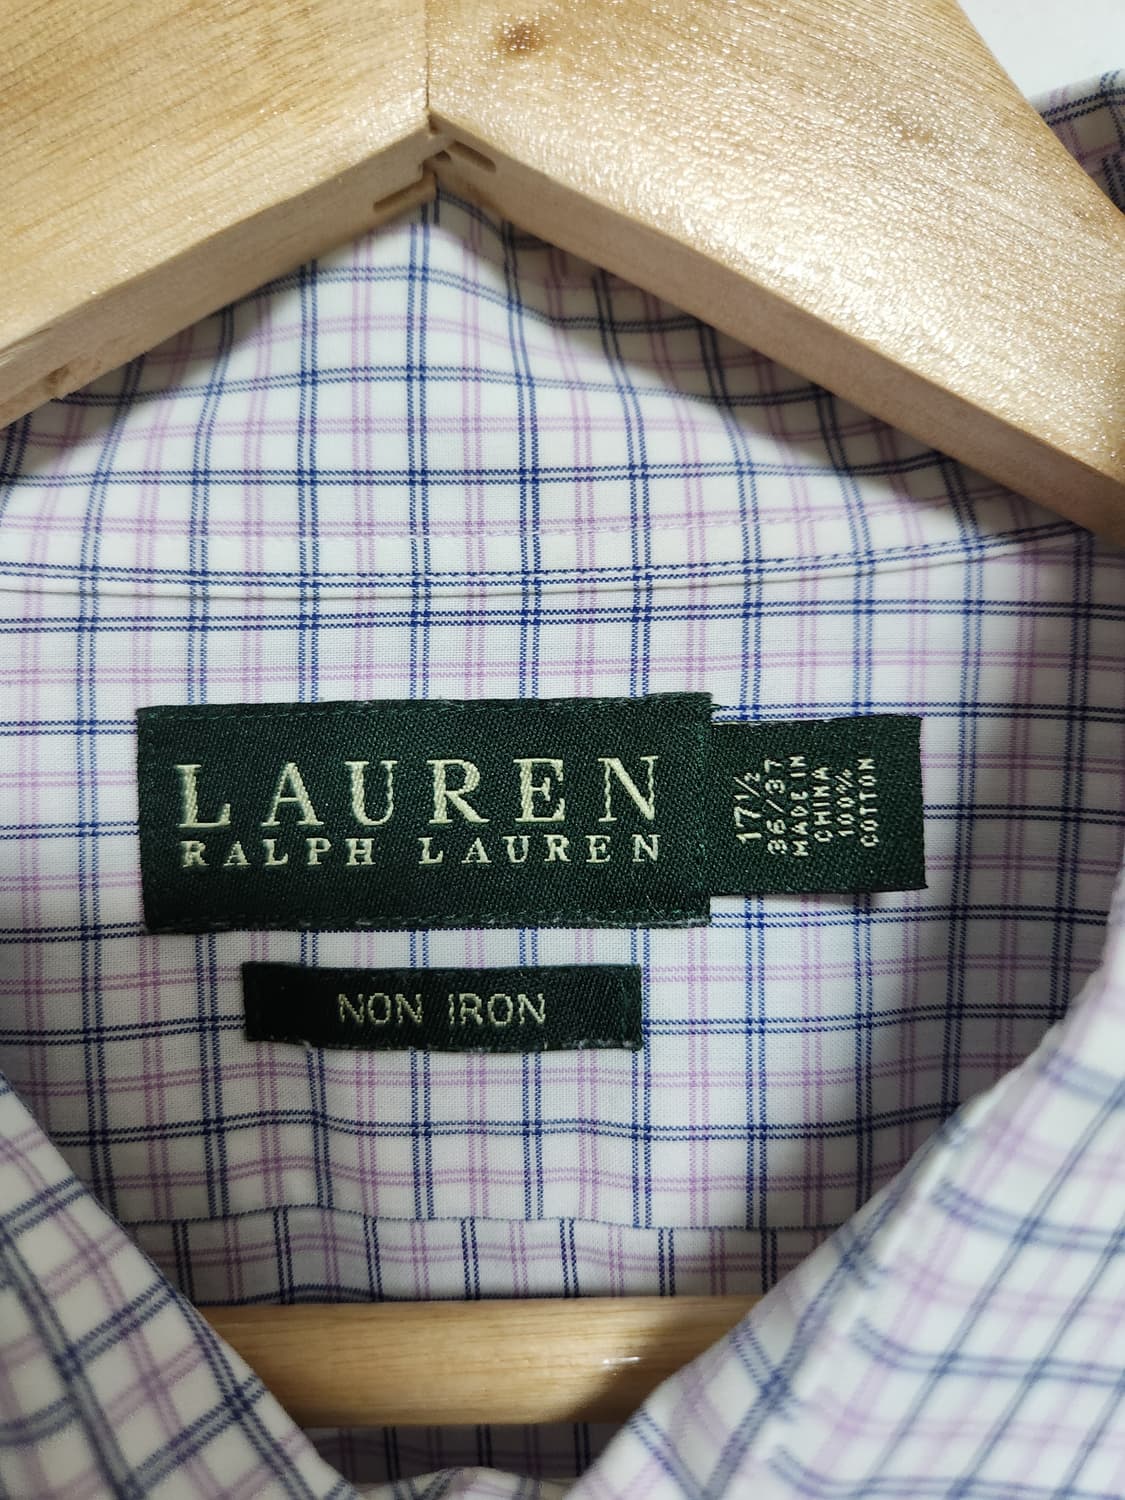 LAUREN
RALPH LAUREN
17½
36/37
MADE IN
CHINA
100%
COTTON
NON IRON